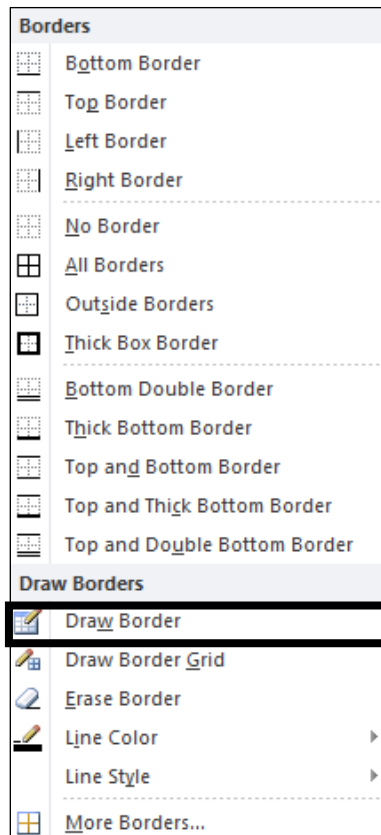 Borders
Bottom Border
Top Border
Left Border
Right Border
No Border
All Borders
Outside Borders
Thick Box Border
Bottom Double Border
Thick Bottom Border
Top and Bottom Border
Top and Thick Bottom Border
Top and Double Bottom Border
Draw Borders
Draw Border
Draw Border Grid
Erase Border
Line Color
Line Style
More Borders...